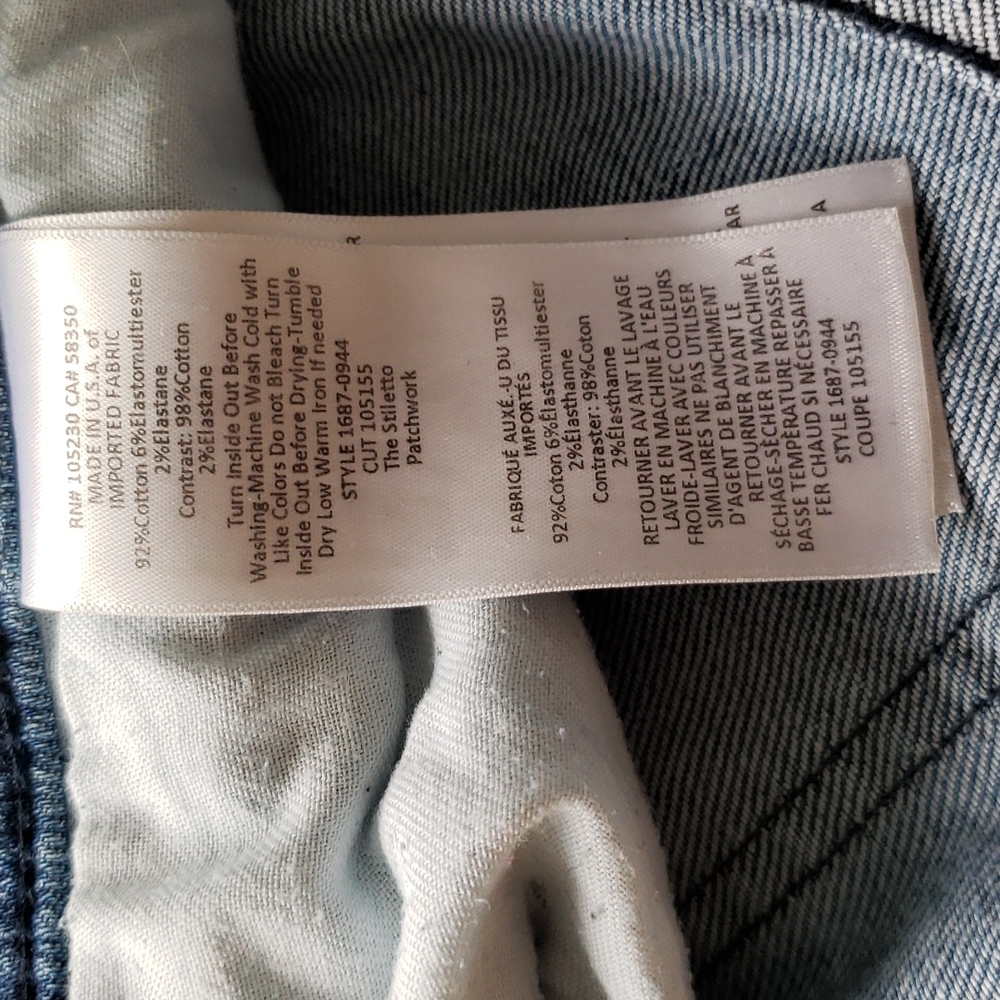 RN# 105230 CA# 58350
MADE IN U.S.A. of
IMPORTED FABRIC
92%Cotton 6%Élastomultiester
2%Élastane
Contrast: 98%Cotton
2%Élastane
Turn Inside Out Before
Washing-Machine Wash Cold with
Like Colors Do not Bleach Turn
Inside Out Before Drying-Tumble
Dry Low Warm Iron If needed
STYLE 1687-0944
CUT 105155
The Stiletto
Patchwork
FABRIQUÉ AUXÉ.-U DU TISSU
IMPORTÉS
92%Coton 6%Élastomultiester
2%Élasthane
Contraster: 98%Coton
2%Élasthanne
RETOURNER AVANT LE LAVAGE
LAVER EN MACHINE À L'EAU
FROIDE-LAVER AVEC COULEURS
SIMILAIRES NE PAS UTILISER
D'AGENT DE BLANCHIMENT
RETOURNER AVANT LE
SÉCHAGE-SÉCHER EN MACHINE À
BASSE TEMPÉRATURE REPASSER À
FER CHAUD SI NÉCESSAIRE
STYLE 1687-0944
COUPE 105155
R
AR
A